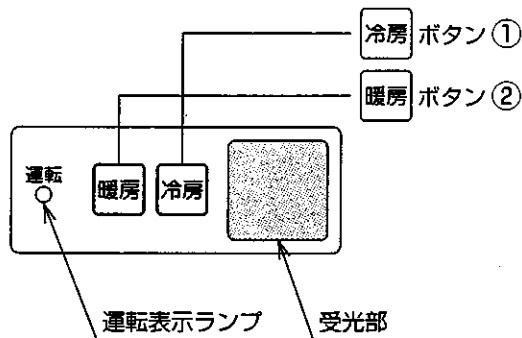 冷房 ボタン ①
暖房 ボタン ②
運転
暖房 冷房
運転表示ランプ 受光部